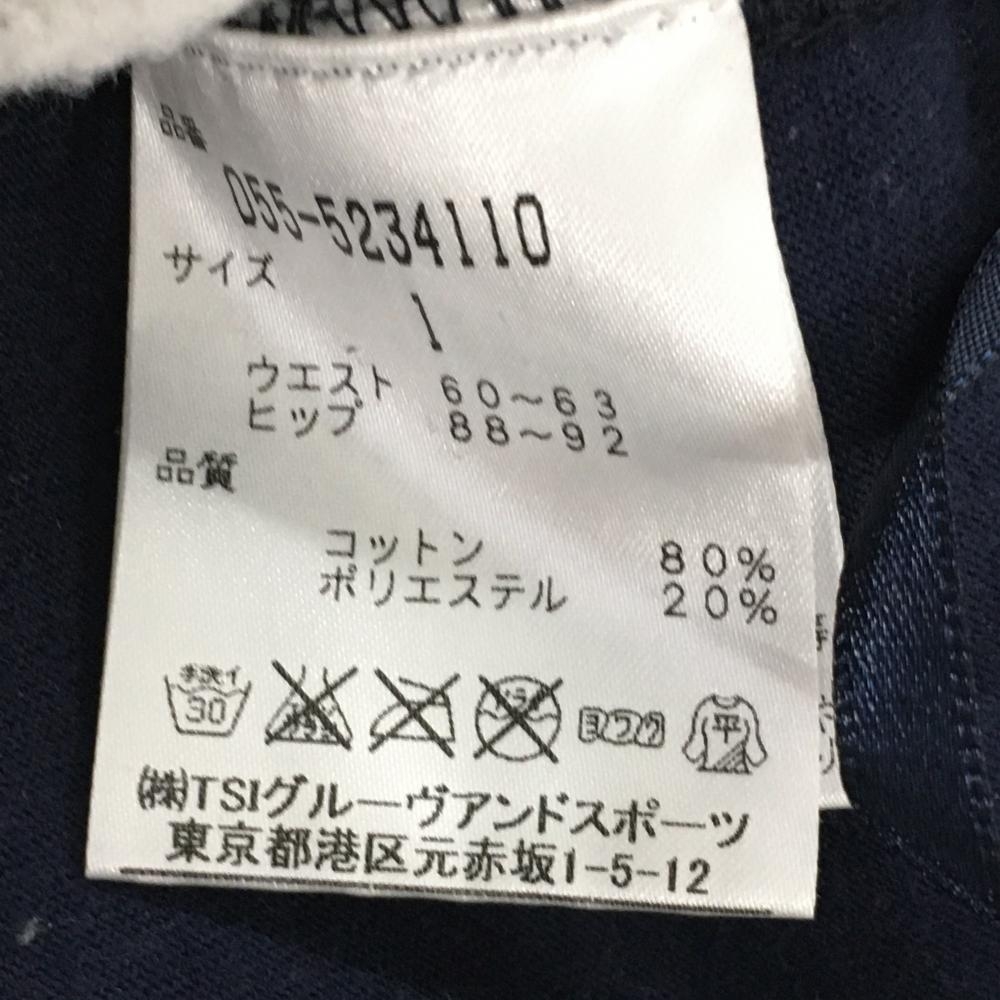 品番
055-5234110
サイズ
1
ウエスト 60～63
ヒップ 88～92
品質
コットン 80%
ポリエステル 20%
手洗イ 30 ヨワク 平
㈱TSIグルーヴアンドスポーツ
東京都港区元赤坂1-5-12